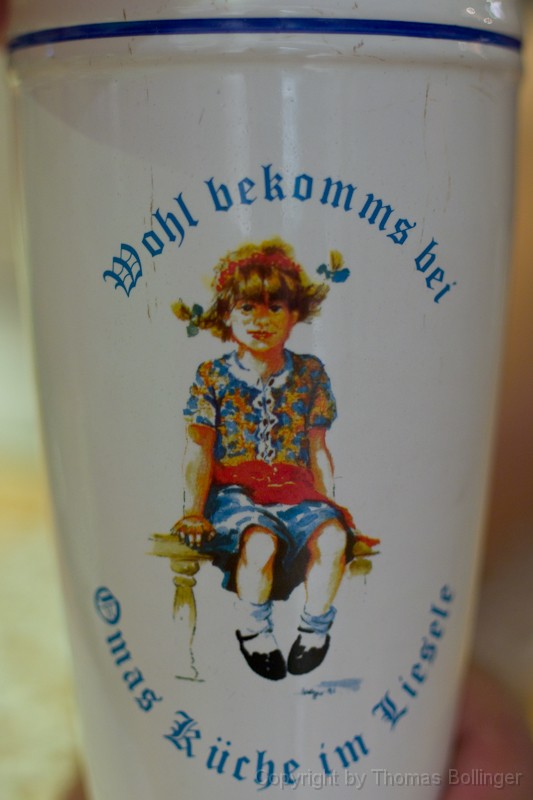 Wohl bekomms bei
Omas Küche im Liesele
Copyright by Thomas Bollinger